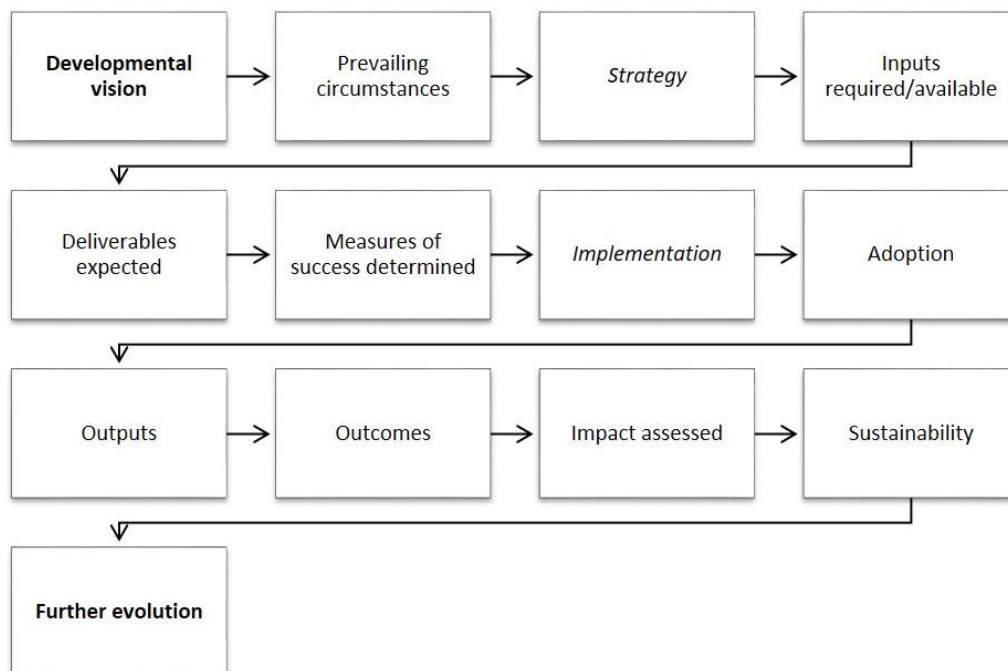 Developmental
vision
Prevailing
circumstances
Strategy
Inputs
required/available
Deliverables
expected
Measures of
success determined
Implementation
Adoption
Outputs
Outcomes
Impact assessed
Sustainability
Further evolution